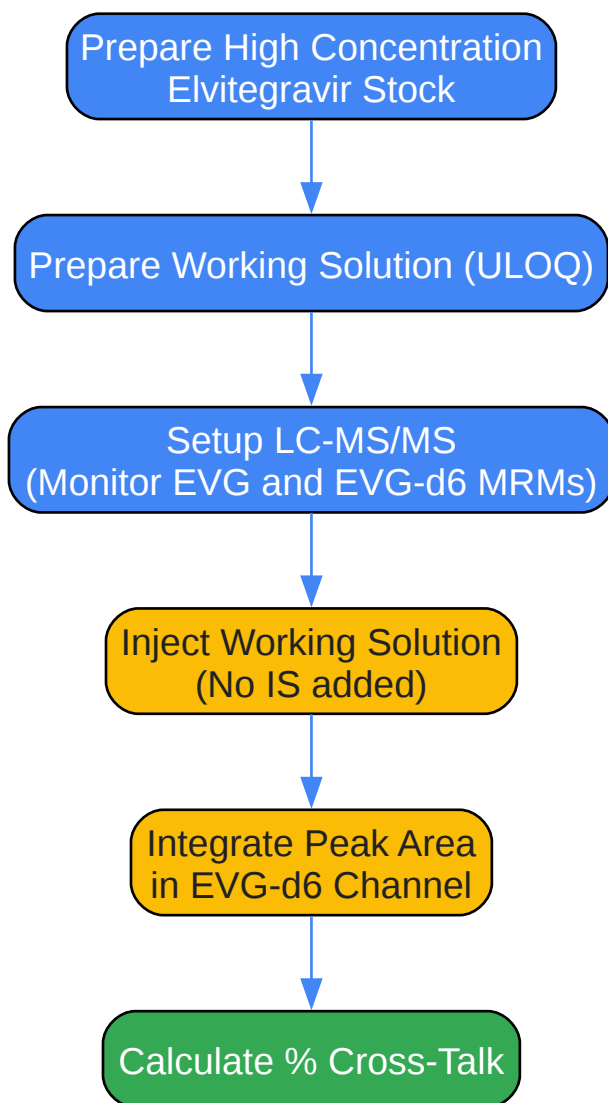 Prepare High Concentration
Elvitegravir Stock
Prepare Working Solution (ULOQ)
Setup LC-MS/MS
(Monitor EVG and EVG-d6 MRMs)
Inject Working Solution
(No IS added)
Integrate Peak Area
in EVG-d6 Channel
Calculate % Cross-Talk